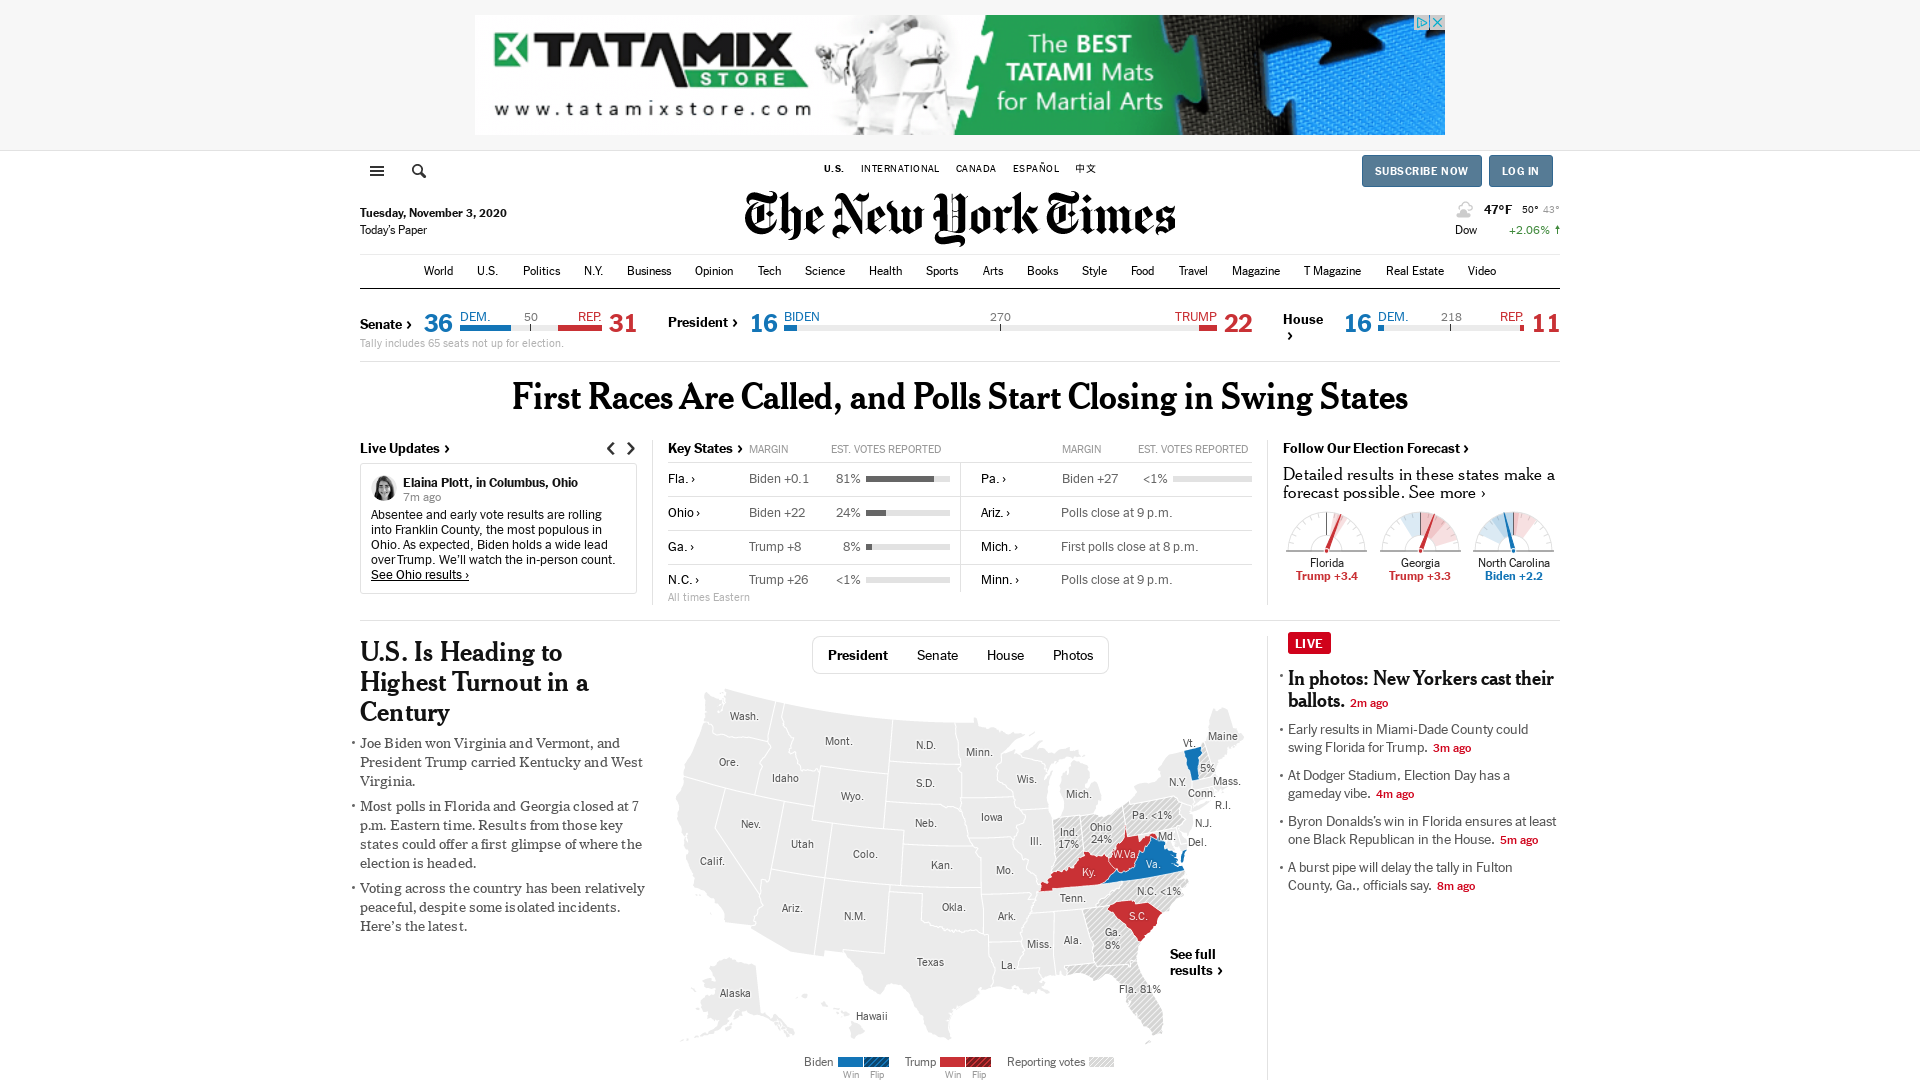 TATAMIX
STORE
www.tatamixstore.com
The BEST
TATAMI Mats
for Martial Arts
U.S. INTERNATIONAL CANADA ESPAÑOL 中文
SUBSCRIBE NOW LOG IN
The New York Times
Tuesday, November 3, 2020
Today's Paper
47°F 50° 43°
Dow +2.06% ↑
World U.S. Politics N.Y. Business Opinion Tech Science Health Sports Arts Books Style Food Travel Magazine T Magazine Real Estate Video
Senate › 36 DEM. 50 REP. 31
Tally includes 65 seats not up for election.
President › 16 BIDEN 270 TRUMP 22
House › 16 DEM. 218 REP. 11
First Races Are Called, and Polls Start Closing in Swing States
Live Updates ›
Elaina Plott, in Columbus, Ohio
7m ago
Absentee and early vote results are rolling
into Franklin County, the most populous in
Ohio. As expected, Biden holds a wide lead
over Trump. We'll watch the in-person count.
See Ohio results ›
Key States › MARGIN EST. VOTES REPORTED MARGIN EST. VOTES REPORTED
Fla. › Biden +0.1 81% Pa. › Biden +27 <1%
Ohio › Biden +22 24% Ariz. › Polls close at 9 p.m.
Ga. › Trump +8 8% Mich. › First polls close at 8 p.m.
N.C. › Trump +26 <1% Minn. › Polls close at 9 p.m.
All times Eastern
Follow Our Election Forecast ›
Detailed results in these states make a
forecast possible. See more ›
Florida Georgia North Carolina
Trump +3.4 Trump +3.3 Biden +2.2
U.S. Is Heading to
Highest Turnout in a
Century
• Joe Biden won Virginia and Vermont, and
President Trump carried Kentucky and West
Virginia.
• Most polls in Florida and Georgia closed at 7
p.m. Eastern time. Results from those key
states could offer a first glimpse of where the
election is headed.
• Voting across the country has been relatively
peaceful, despite some isolated incidents.
Here's the latest.
President Senate House Photos
Wash.
Mont.
N.D.
Minn.
Vt.
Maine
Ore.
Idaho
S.D.
Wis.
5%
N.Y.
Mass.
Wyo.
Mich.
Conn.
R.I.
Nev.
Neb.
Iowa
Pa. <1%
N.J.
Utah
Colo.
Ill.
Ind.
17%
Ohio
24%
Md.
Del.
Calif.
Kan.
Mo.
W.Va.
Va.
Ky.
N.C. <1%
Tenn.
Ariz.
N.M.
Okla.
Ark.
S.C.
Miss.
Ala.
Ga.
8%
Texas
La.
See full
results ›
Fla. 81%
Alaska
Hawaii
Biden Trump Reporting votes
Win Flip Win Flip
LIVE
• In photos: New Yorkers cast their
ballots. 2m ago
• Early results in Miami-Dade County could
swing Florida for Trump. 3m ago
• At Dodger Stadium, Election Day has a
gameday vibe. 4m ago
• Byron Donalds's win in Florida ensures at least
one Black Republican in the House. 5m ago
• A burst pipe will delay the tally in Fulton
County, Ga., officials say. 8m ago